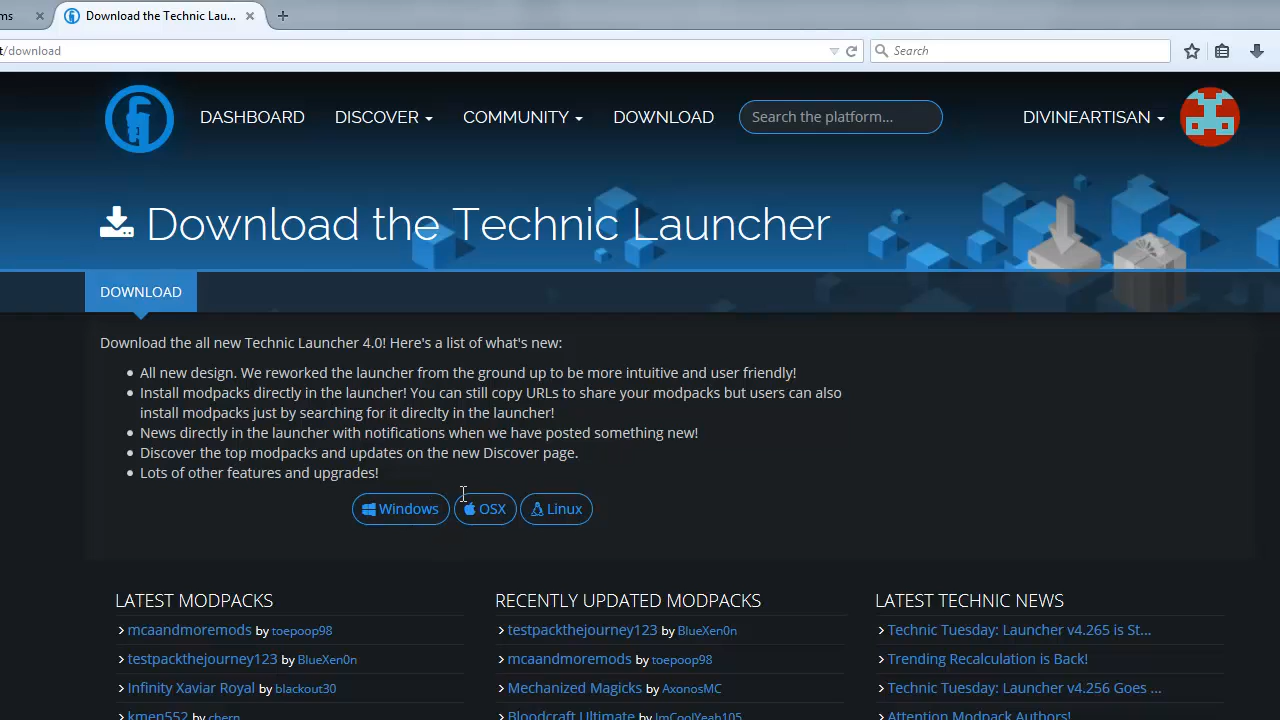 ms
Download the Technic Lau...
t/download
Search
DASHBOARD
DISCOVER
COMMUNITY
DOWNLOAD
Search the platform...
DIVINEARTISAN
Download the Technic Launcher
DOWNLOAD
Download the all new Technic Launcher 4.0! Here's a list of what's new:
All new design. We reworked the launcher from the ground up to be more intuitive and user friendly!
Install modpacks directly in the launcher! You can still copy URLs to share your modpacks but users can also
install modpacks just by searching for it direclty in the launcher!
News directly in the launcher with notifications when we have posted something new!
Discover the top modpacks and updates on the new Discover page.
Lots of other features and upgrades!
Windows
OSX
Linux
LATEST MODPACKS
mcaandmoremods by toepoop98
testpackthejourney123 by BlueXen0n
Infinity Xaviar Royal by blackout30
kmen552 by chern
RECENTLY UPDATED MODPACKS
testpackthejourney123 by BlueXen0n
mcaandmoremods by toepoop98
Mechanized Magicks by AxonosMC
Bloodcraft Ultimate by ImCoolYeah105
LATEST TECHNIC NEWS
Technic Tuesday: Launcher v4.265 is St...
Trending Recalculation is Back!
Technic Tuesday: Launcher v4.256 Goes ...
Attention Modpack Authors!